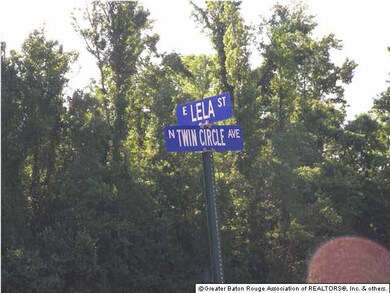 E LELA ST
N TWIN CIRCLE AVE
©Greater Baton Rouge Association of REALTORS®, Inc. & others.